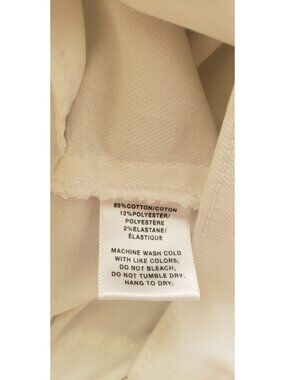 85%COTTON/COTON
13%POLYESTER/
POLYESTÈRE
2%ELASTANE/
ÉLASTIQUE
MACHINE WASH COLD
WITH LIKE COLORS;
DO NOT BLEACH;
DO NOT TUMBLE DRY;
HANG TO DRY;